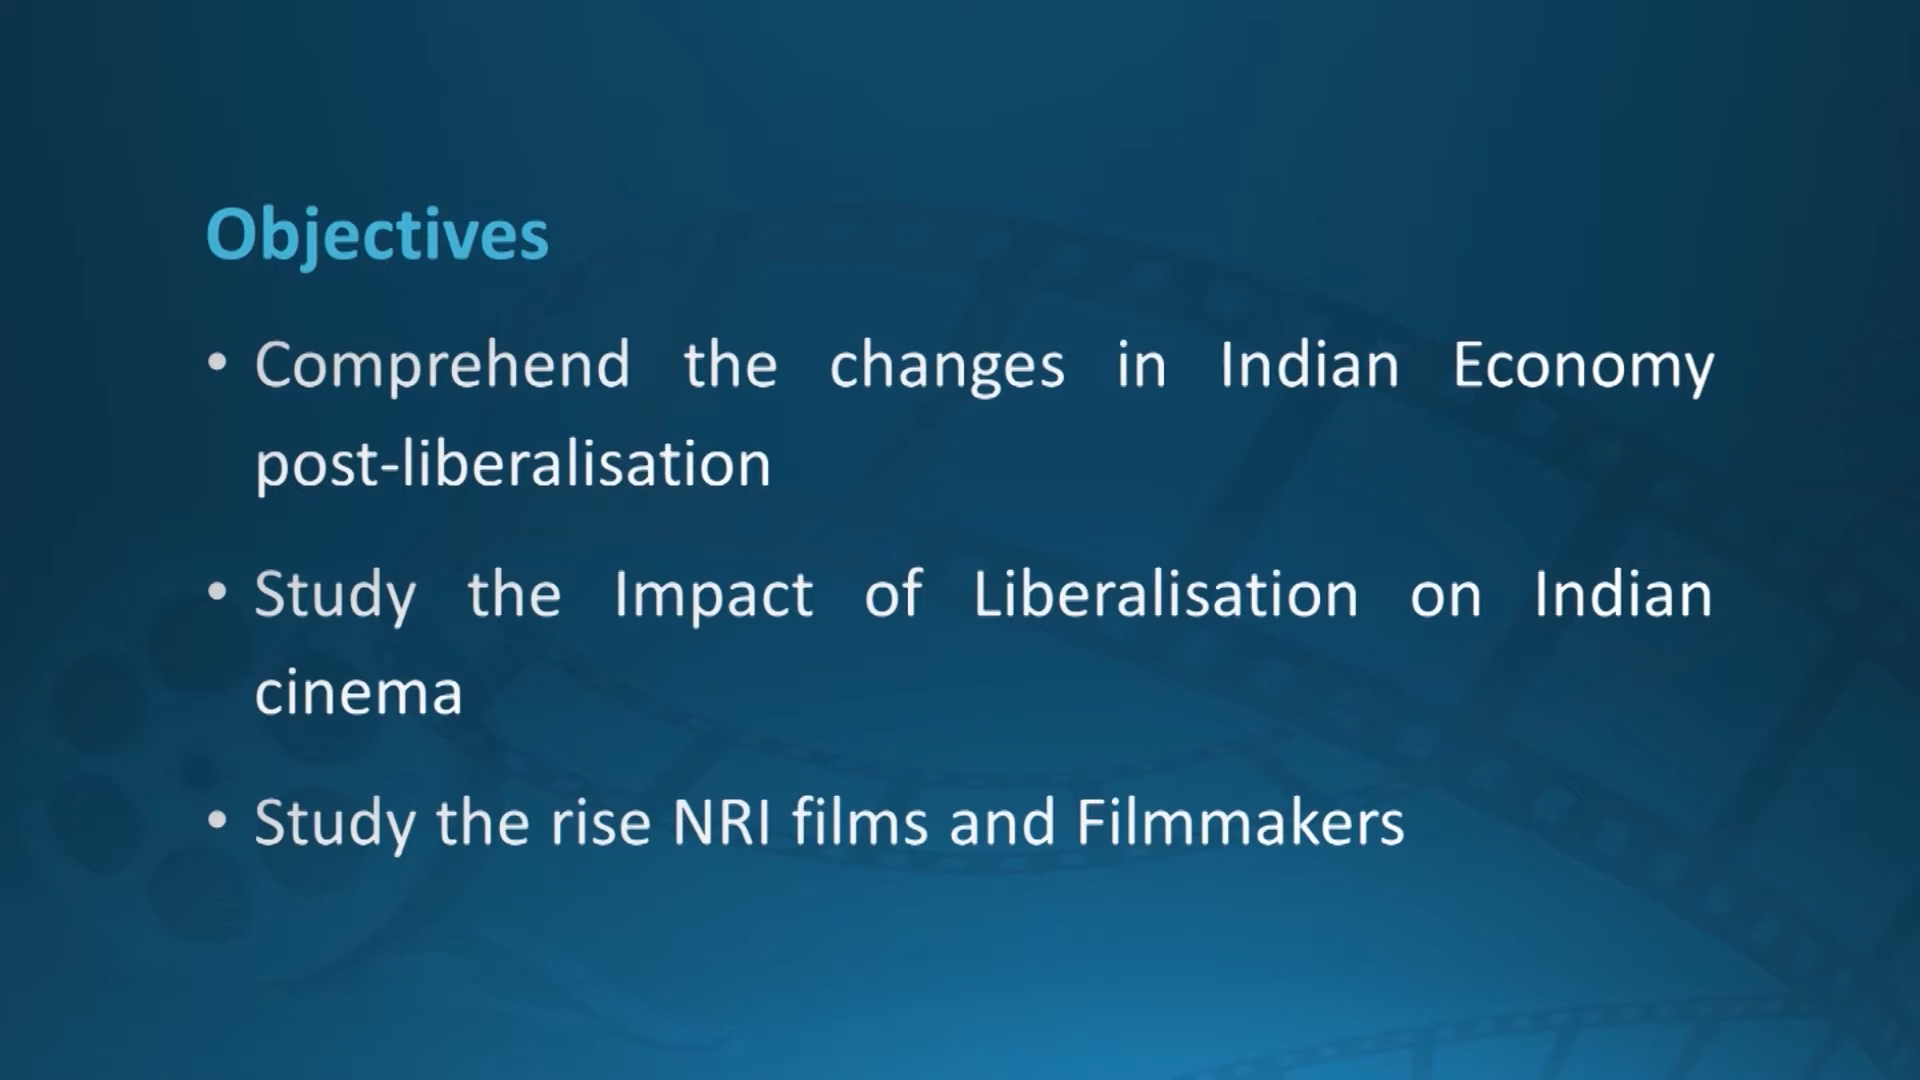 Objectives
• Comprehend the changes in Indian Economy
post-liberalisation
• Study the Impact of Liberalisation on Indian
cinema
• Study the rise NRI films and Filmmakers